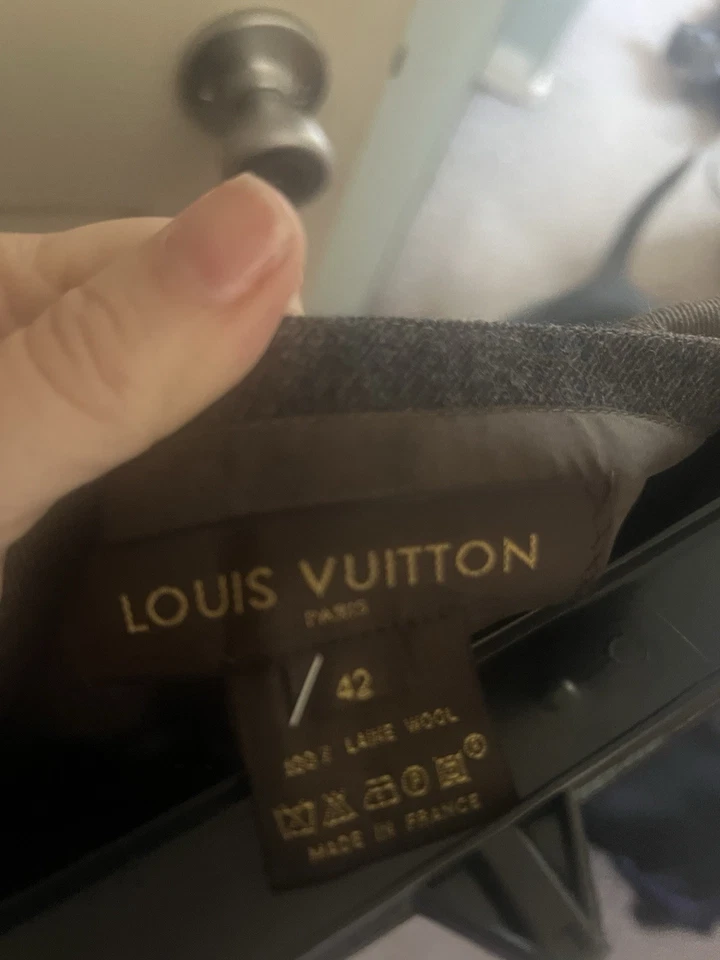 LOUIS VUITTON
PARIS
42
100% LAINE WOOL
MADE IN FRANCE